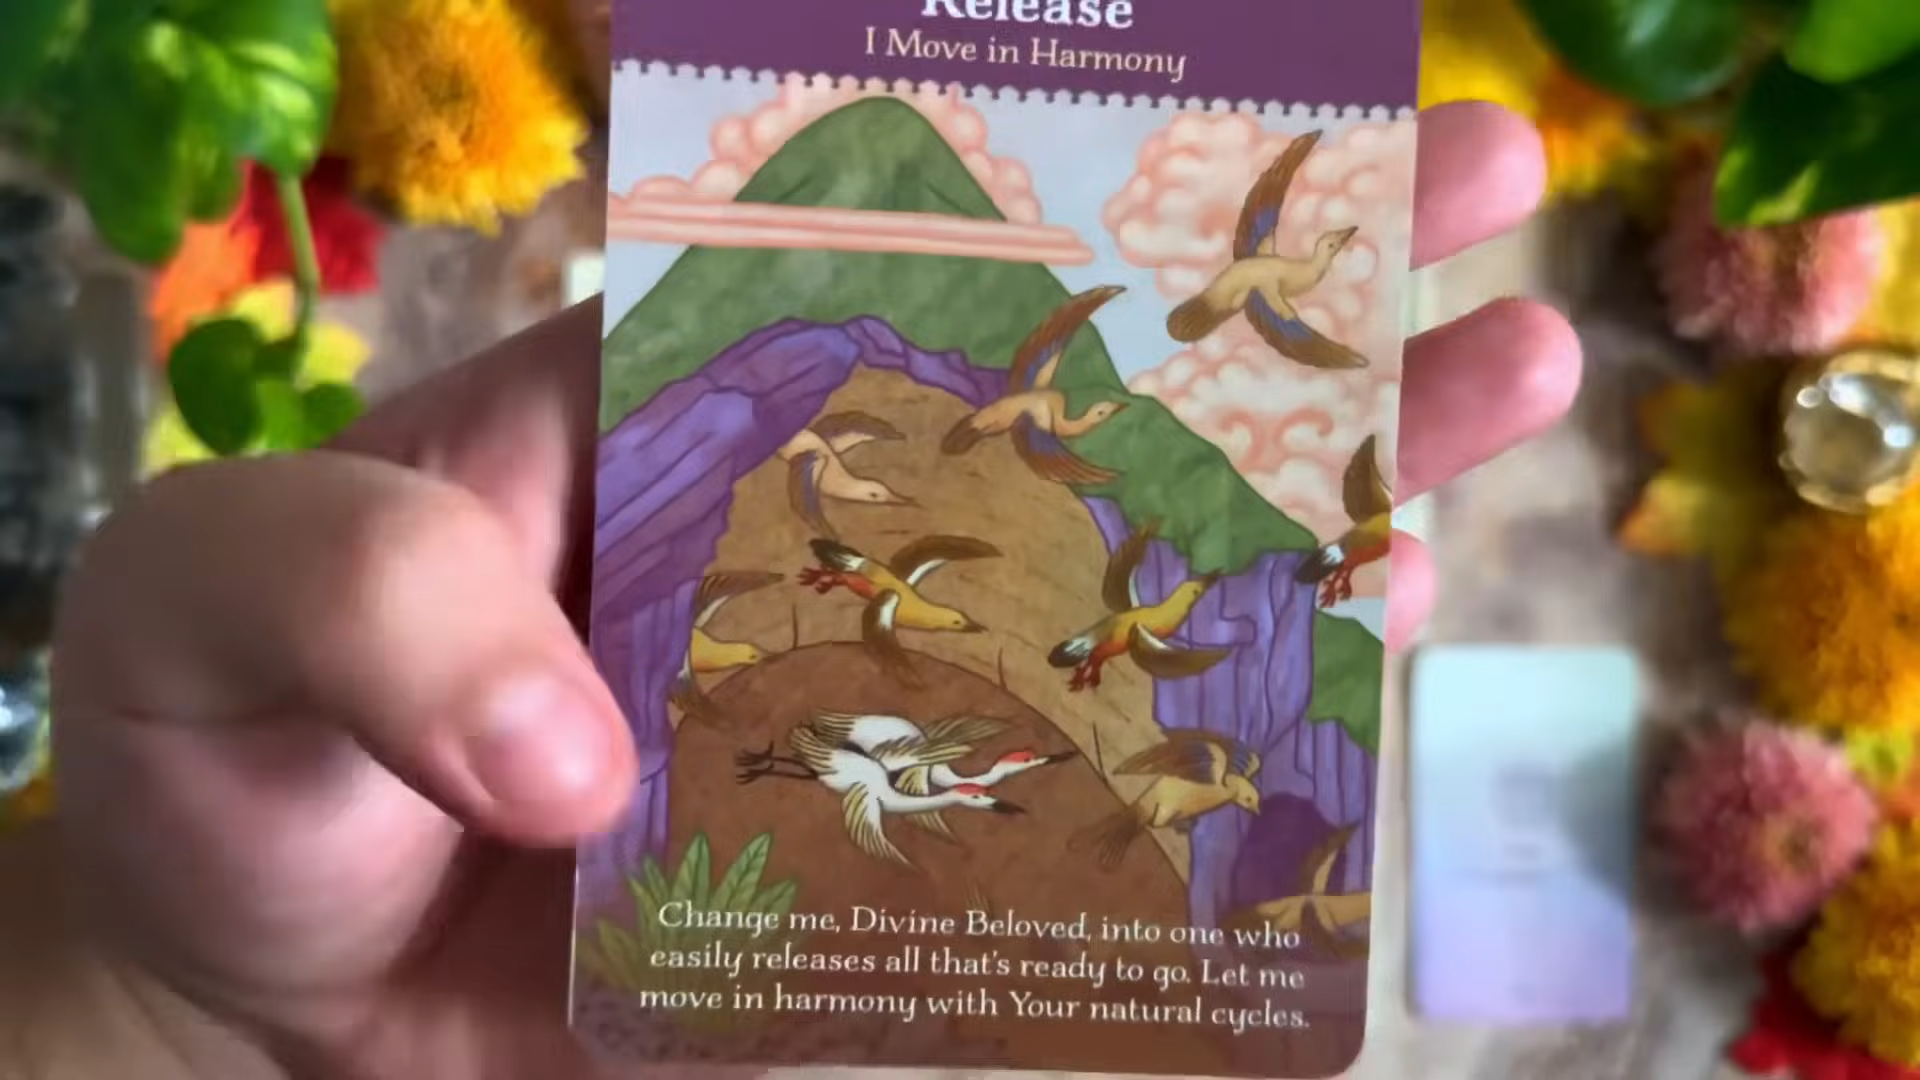 Release
I Move in Harmony
Change me, Divine Beloved, into one who
easily releases all that's ready to go. Let me
move in harmony with Your natural cycles.